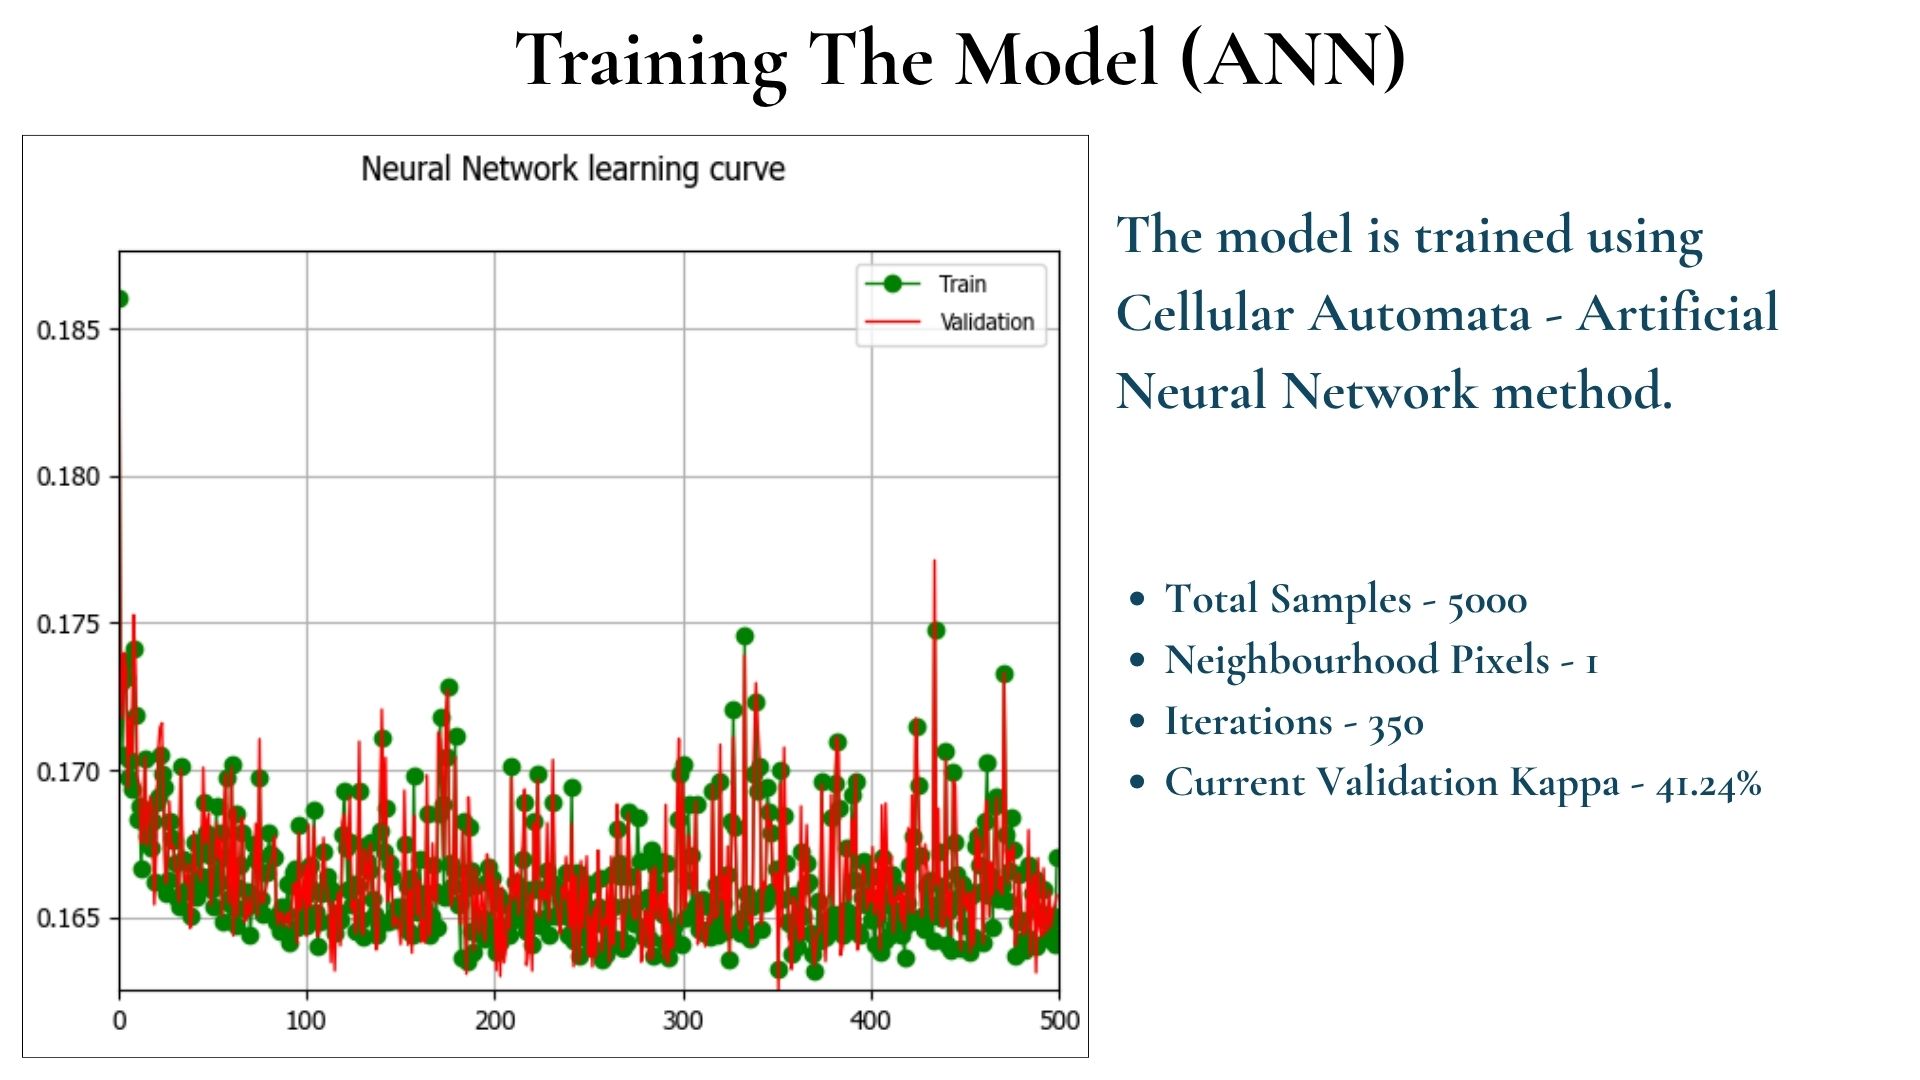 Training The Model (ANN)
Neural Network learning curve
Train
Validation
0.185
0.180
0.175
0.170
0.165
0 100 200 300 400 500
The model is trained using
Cellular Automata - Artificial
Neural Network method.
• Total Samples - 5000
• Neighbourhood Pixels - 1
• Iterations - 350
• Current Validation Kappa - 41.24%